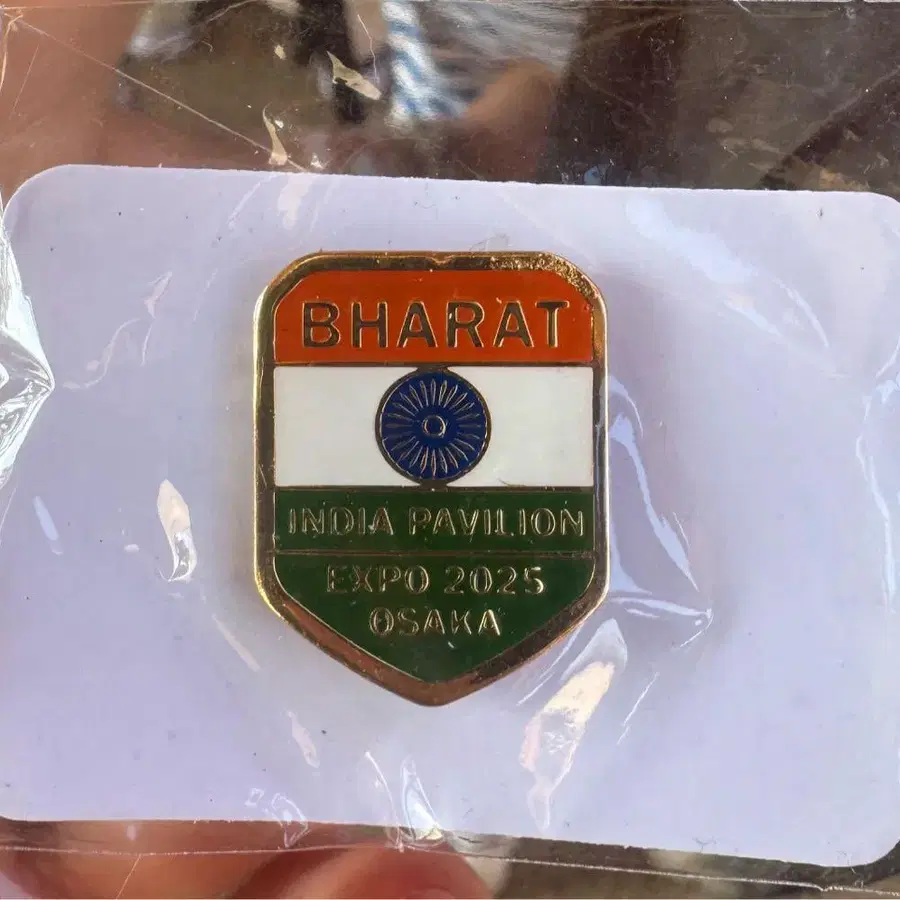 BHARAT
INDIA PAVILION
EXPO 2025
OSAKA